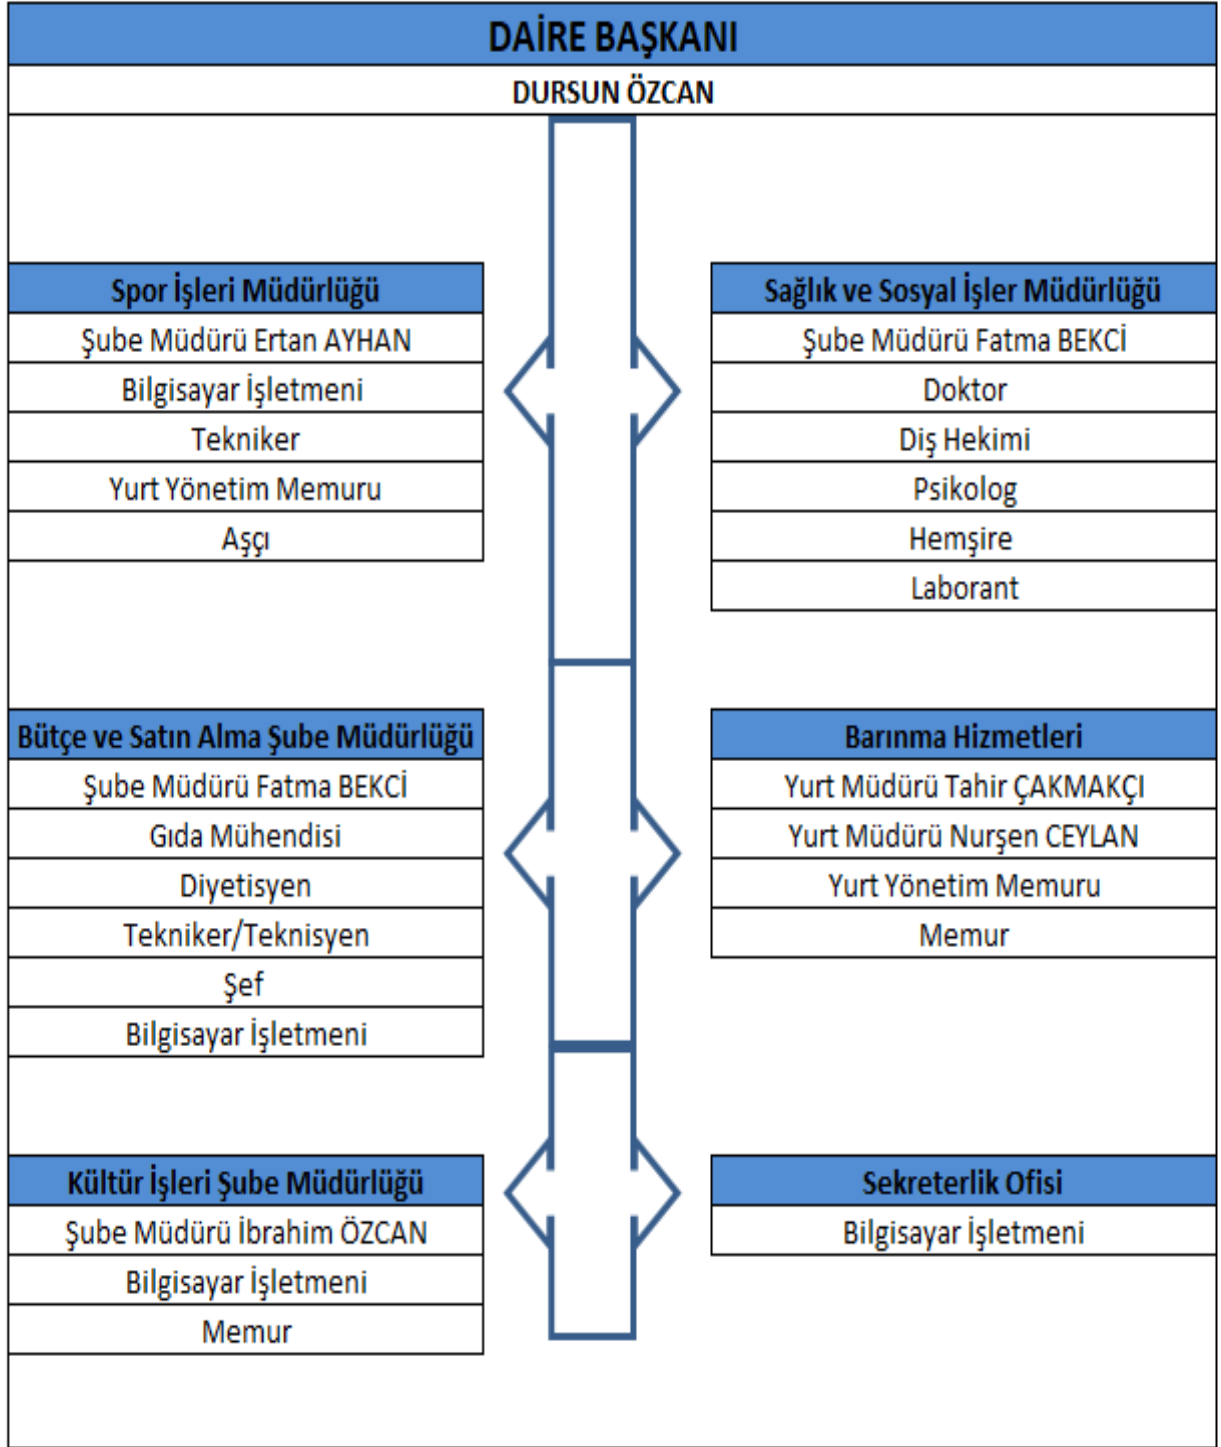 DAİRE BAŞKANI
DURSUN ÖZCAN
Spor İşleri Müdürlüğü
Şube Müdürü Ertan AYHAN
Bilgisayar İşletmeni
Tekniker
Yurt Yönetim Memuru
Aşçı
Sağlık ve Sosyal İşler Müdürlüğü
Şube Müdürü Fatma BEKCİ
Doktor
Diş Hekimi
Psikolog
Hemşire
Laborant
Bütçe ve Satın Alma Şube Müdürlüğü
Şube Müdürü Fatma BEKCİ
Gıda Mühendisi
Diyetisyen
Tekniker/Teknisyen
Şef
Bilgisayar İşletmeni
Barınma Hizmetleri
Yurt Müdürü Tahir ÇAKMAKÇI
Yurt Müdürü Nurşen CEYLAN
Yurt Yönetim Memuru
Memur
Kültür İşleri Şube Müdürlüğü
Şube Müdürü İbrahim ÖZCAN
Bilgisayar İşletmeni
Memur
Sekreterlik Ofisi
Bilgisayar İşletmeni